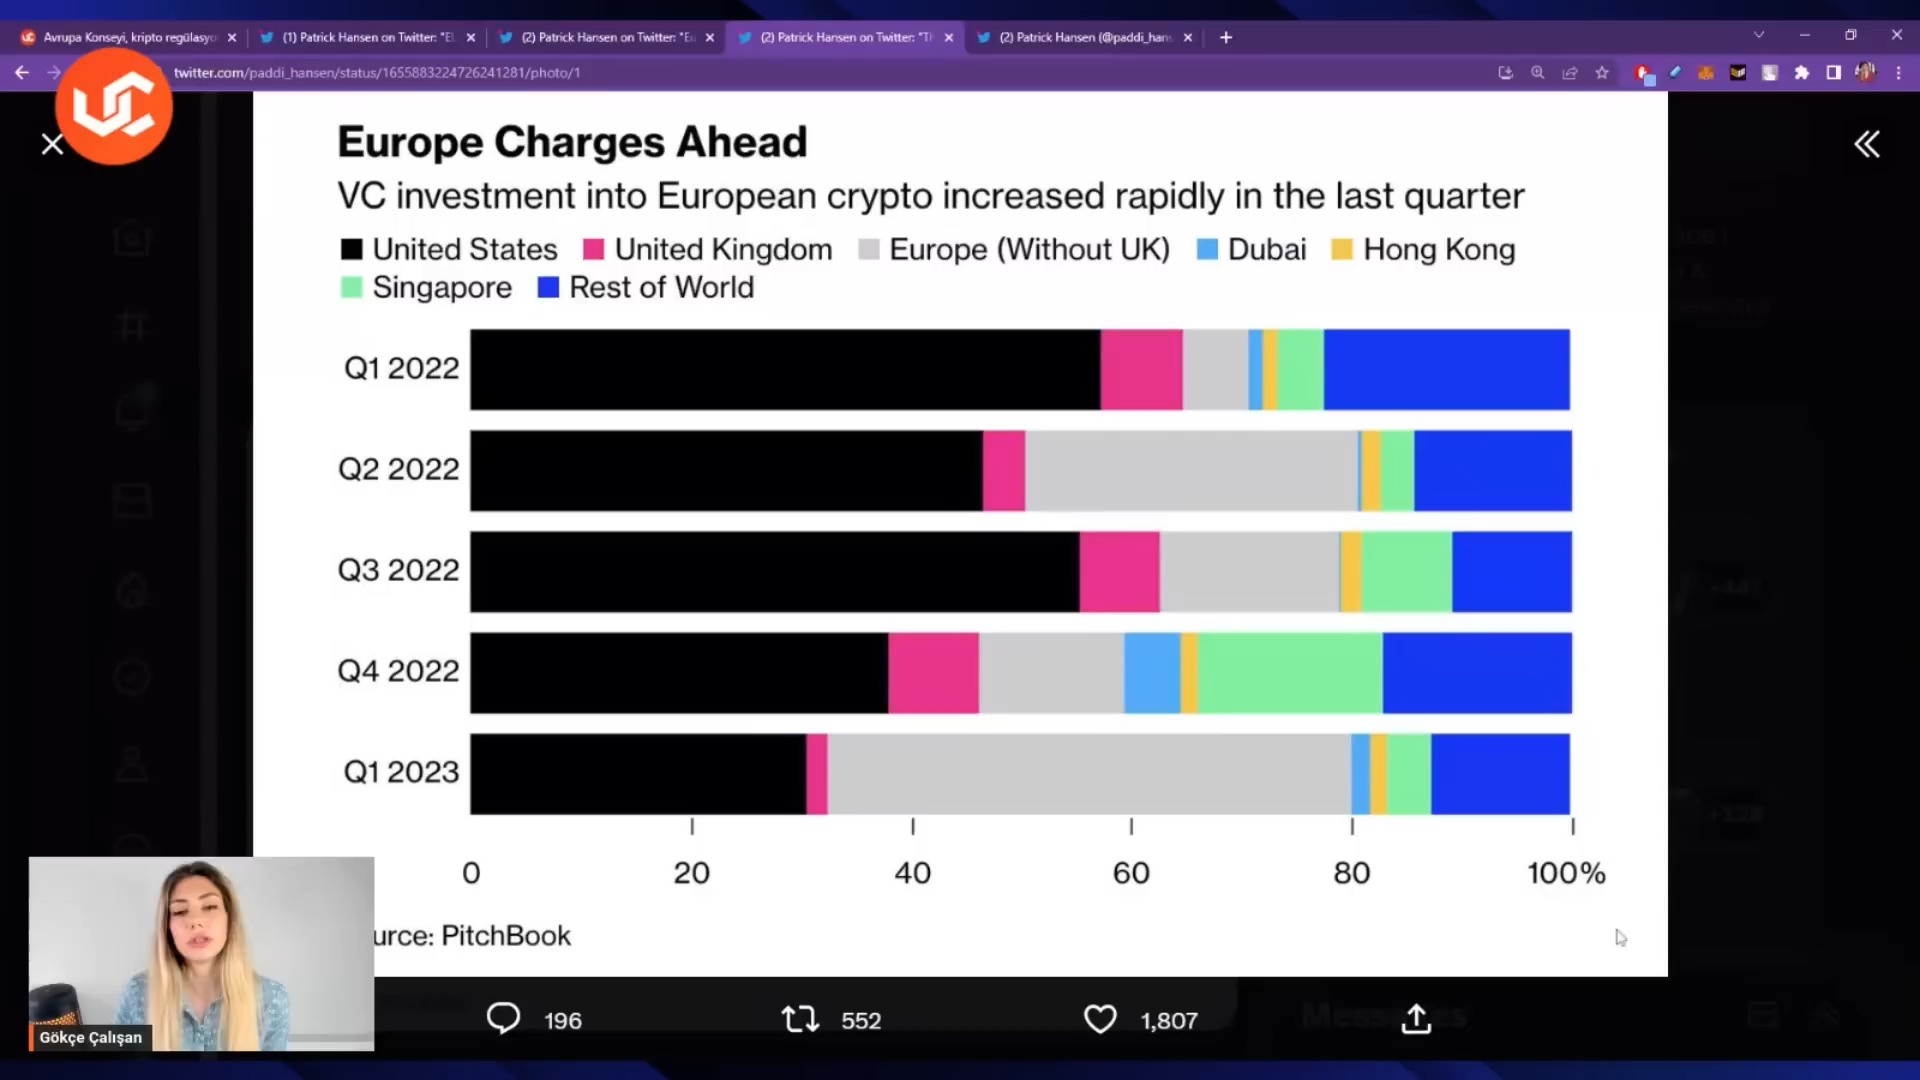 Avrupa Konseyi, kripto regülasyo
(1) Patrick Hansen on Twitter: "EU
(2) Patrick Hansen on Twitter: "Eu
(2) Patrick Hansen on Twitter: "Th
(2) Patrick Hansen (@paddi_hans
twitter.com/paddi_hansen/status/1655883224726241281/photo/1
Europe Charges Ahead
VC investment into European crypto increased rapidly in the last quarter
United States United Kingdom Europe (Without UK) Dubai Hong Kong
Singapore Rest of World
Q1 2022
Q2 2022
Q3 2022
Q4 2022
Q1 2023
0 20 40 60 80 100%
urce: PitchBook
196 552 1,807
Messages
Gökçe Çalışan